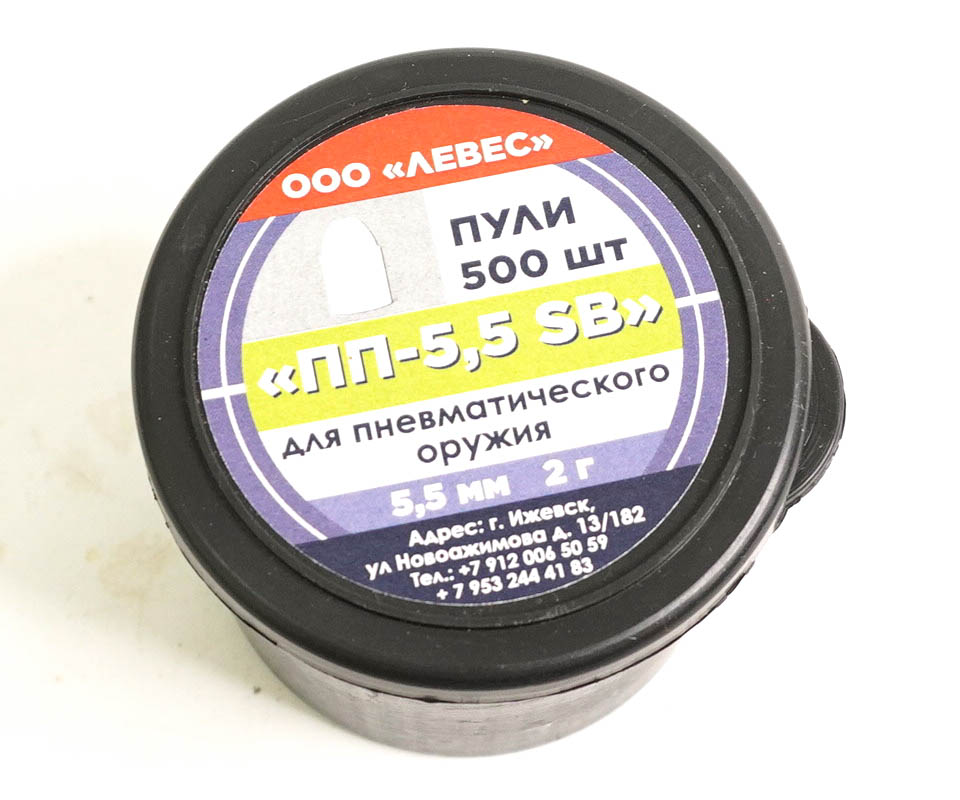 ООО «ЛЕВЕС»
ПУЛИ
500 шт
«ПП-5,5 SB»
для пневматического
оружия
5,5 мм 2 г
Адрес: г. Ижевск,
ул Новоажимова д. 13/182
Тел.: +7 912 006 50 59
+ 7 953 244 41 83